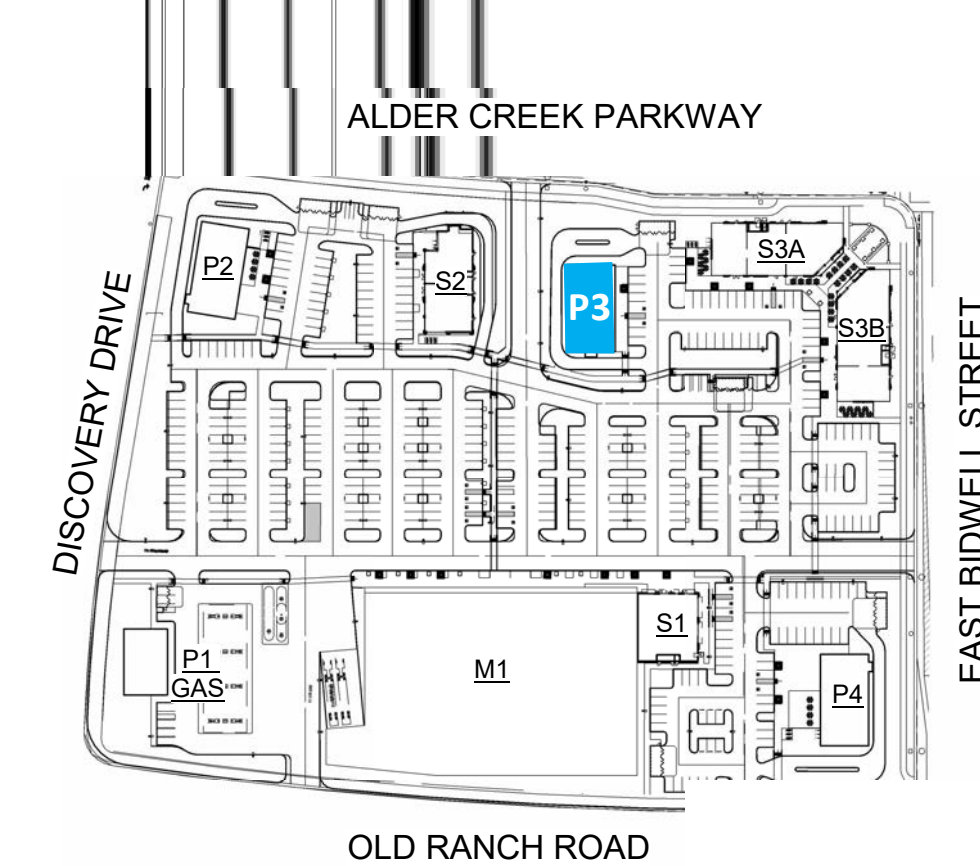 ALDER CREEK PARKWAY
P2
S2
P3
S3A
S3B
DISCOVERY DRIVE
EAST BIDWELL STREET
P1
GAS
M1
S1
P4
OLD RANCH ROAD